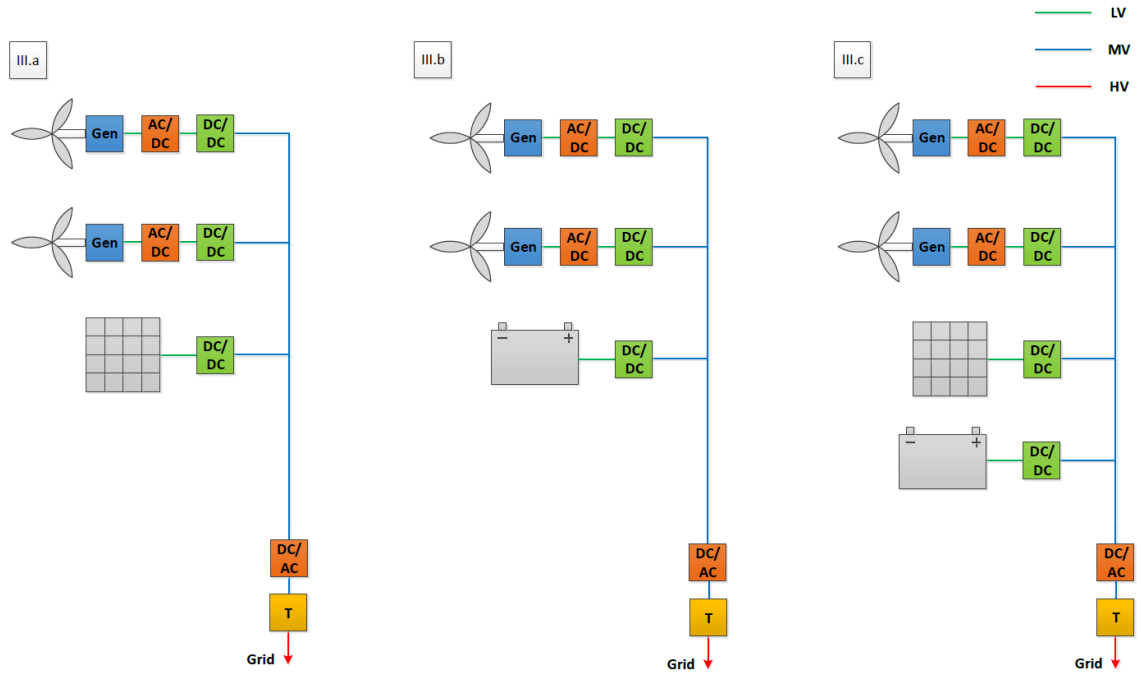 LV
MV
HV
III.a
III.b
III.c
Gen
AC/
DC
DC/
DC
Gen
AC/
DC
DC/
DC
DC/
DC
DC/
AC
T
Grid
Gen
AC/
DC
DC/
DC
Gen
AC/
DC
DC/
DC
− +
DC/
DC
DC/
AC
T
Grid
Gen
AC/
DC
DC/
DC
Gen
AC/
DC
DC/
DC
DC/
DC
− +
DC/
DC
DC/
AC
T
Grid